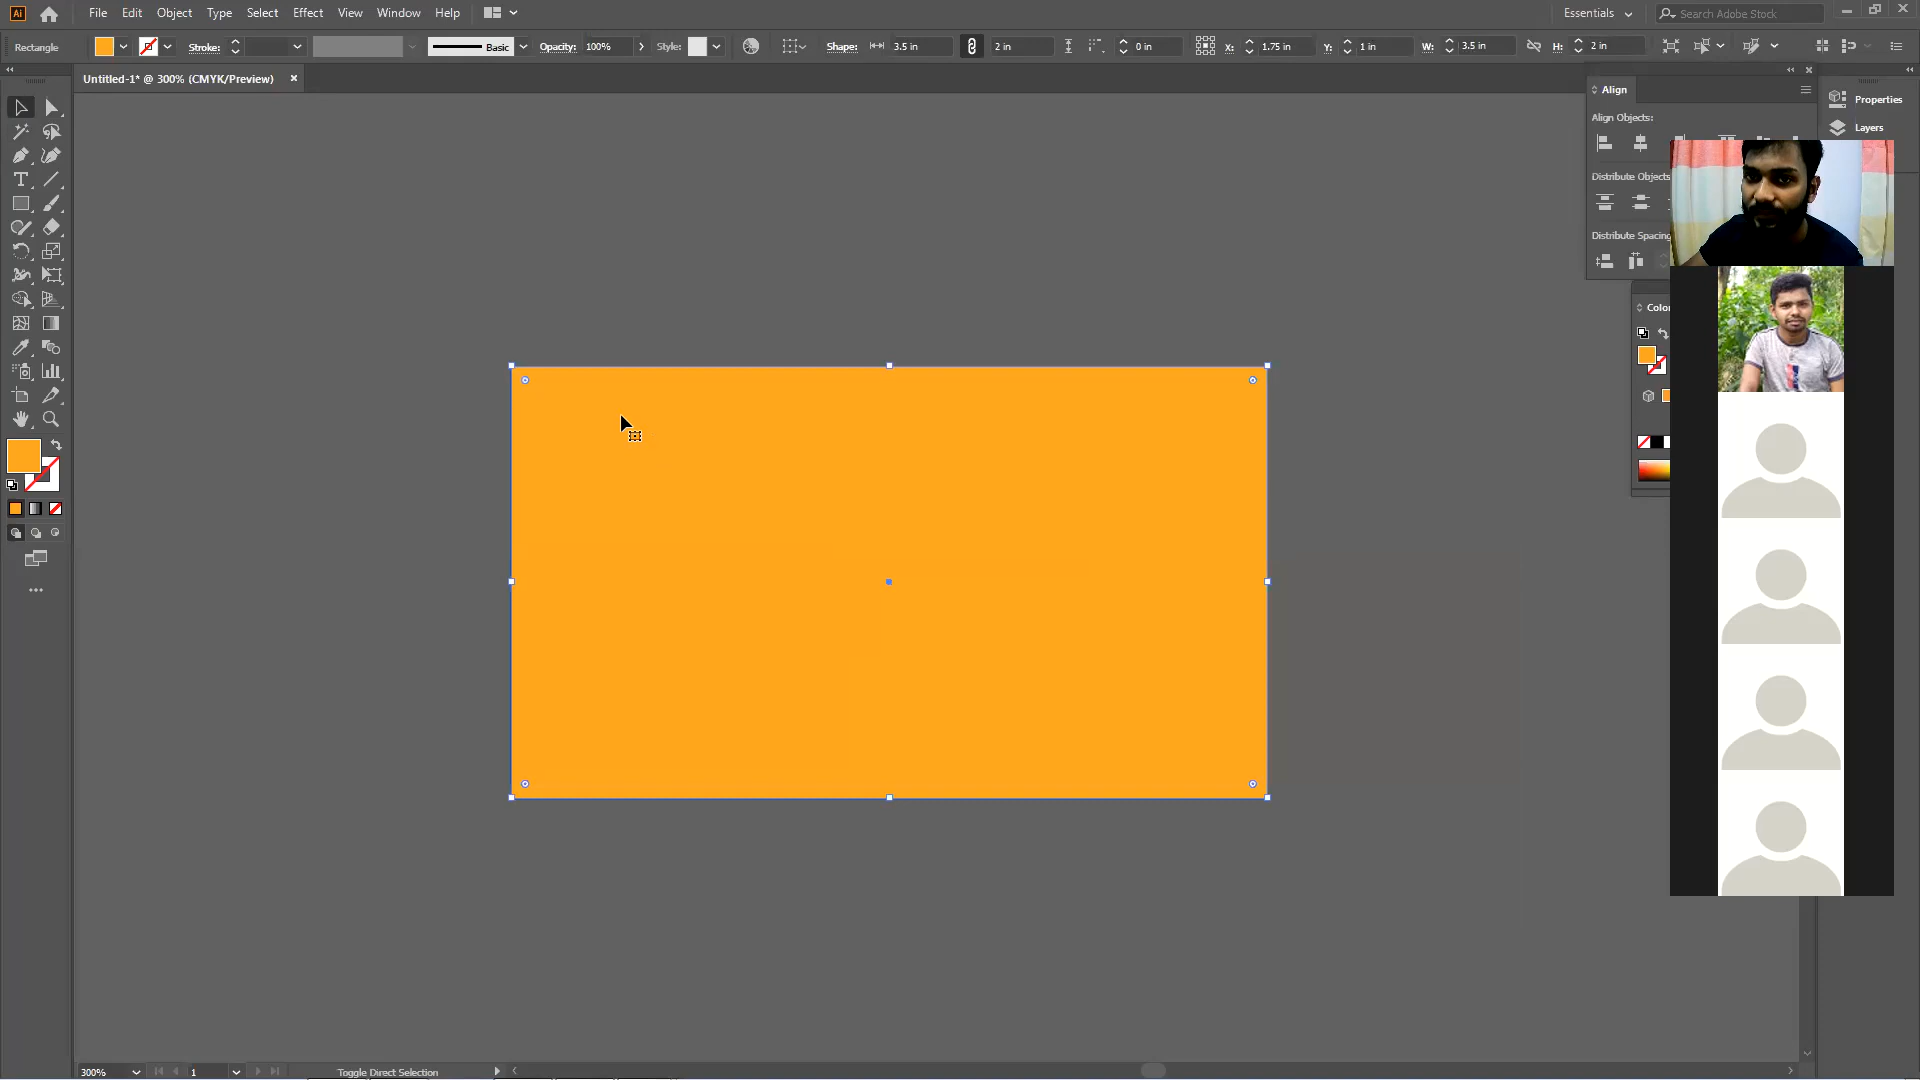 Ai File Edit Object Type Select Effect View Window Help Essentials Search Adobe Stock
Rectangle Stroke: Basic Opacity: 100% Style: Shape: 3.5 in 2 in 0 in X: 1.75 in Y: 1 in W: 3.5 in H: 2 in
Untitled-1* @ 300% (CMYK/Preview)
Align
Align Objects:
Distribute Objects
Distribute Spacing
Properties
Layers
Color
300% 1 Toggle Direct Selection